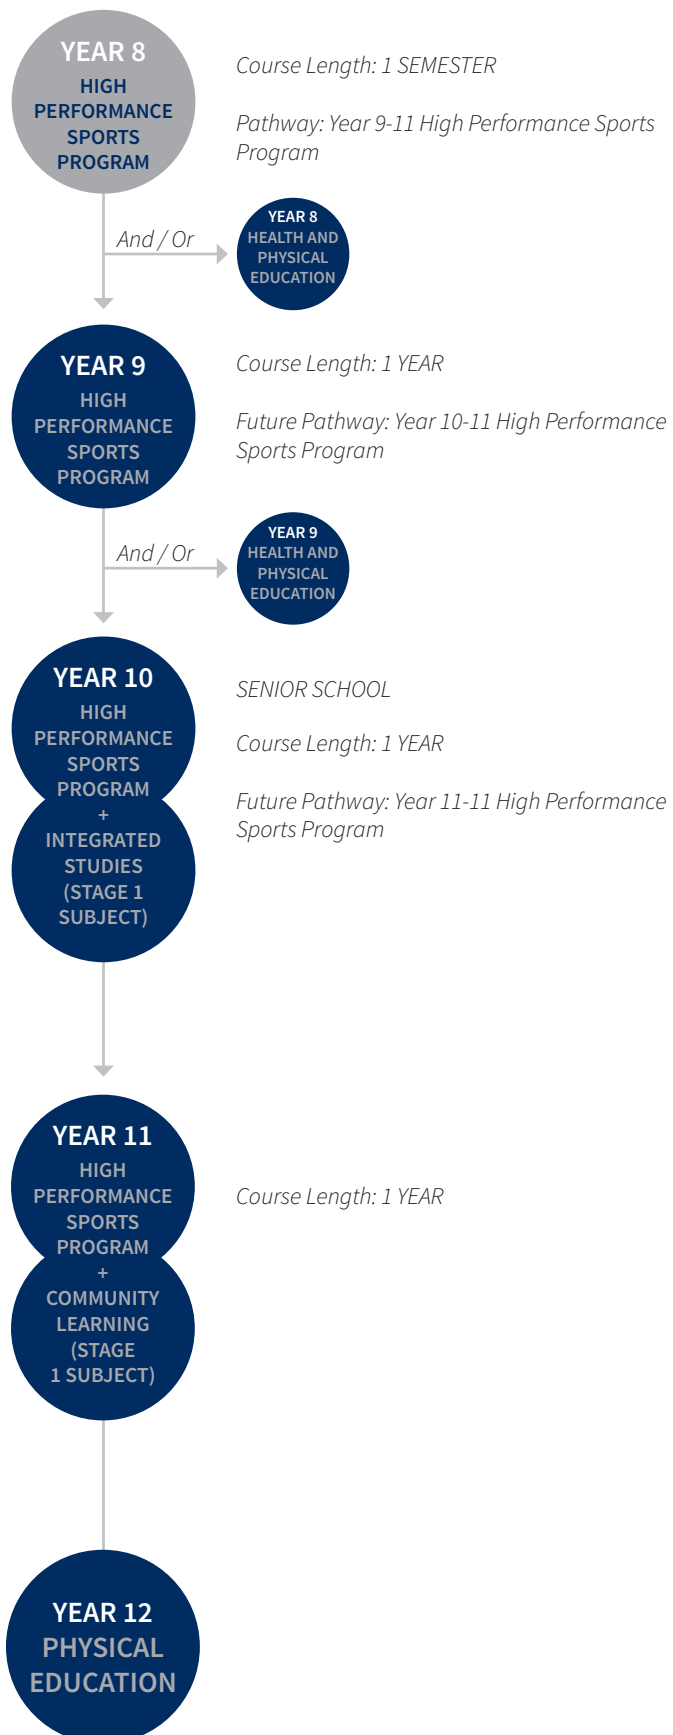 YEAR 8
HIGH
PERFORMANCE
SPORTS
PROGRAM
Course Length: 1 SEMESTER
Pathway: Year 9-11 High Performance Sports
Program
And / Or
YEAR 8
HEALTH AND
PHYSICAL
EDUCATION
YEAR 9
HIGH
PERFORMANCE
SPORTS
PROGRAM
Course Length: 1 YEAR
Future Pathway: Year 10-11 High Performance
Sports Program
And / Or
YEAR 9
HEALTH AND
PHYSICAL
EDUCATION
YEAR 10
HIGH
PERFORMANCE
SPORTS
PROGRAM
+
INTEGRATED
STUDIES
(STAGE 1
SUBJECT)
SENIOR SCHOOL
Course Length: 1 YEAR
Future Pathway: Year 11-11 High Performance
Sports Program
YEAR 11
HIGH
PERFORMANCE
SPORTS
PROGRAM
+
COMMUNITY
LEARNING
(STAGE
1 SUBJECT)
Course Length: 1 YEAR
YEAR 12
PHYSICAL
EDUCATION